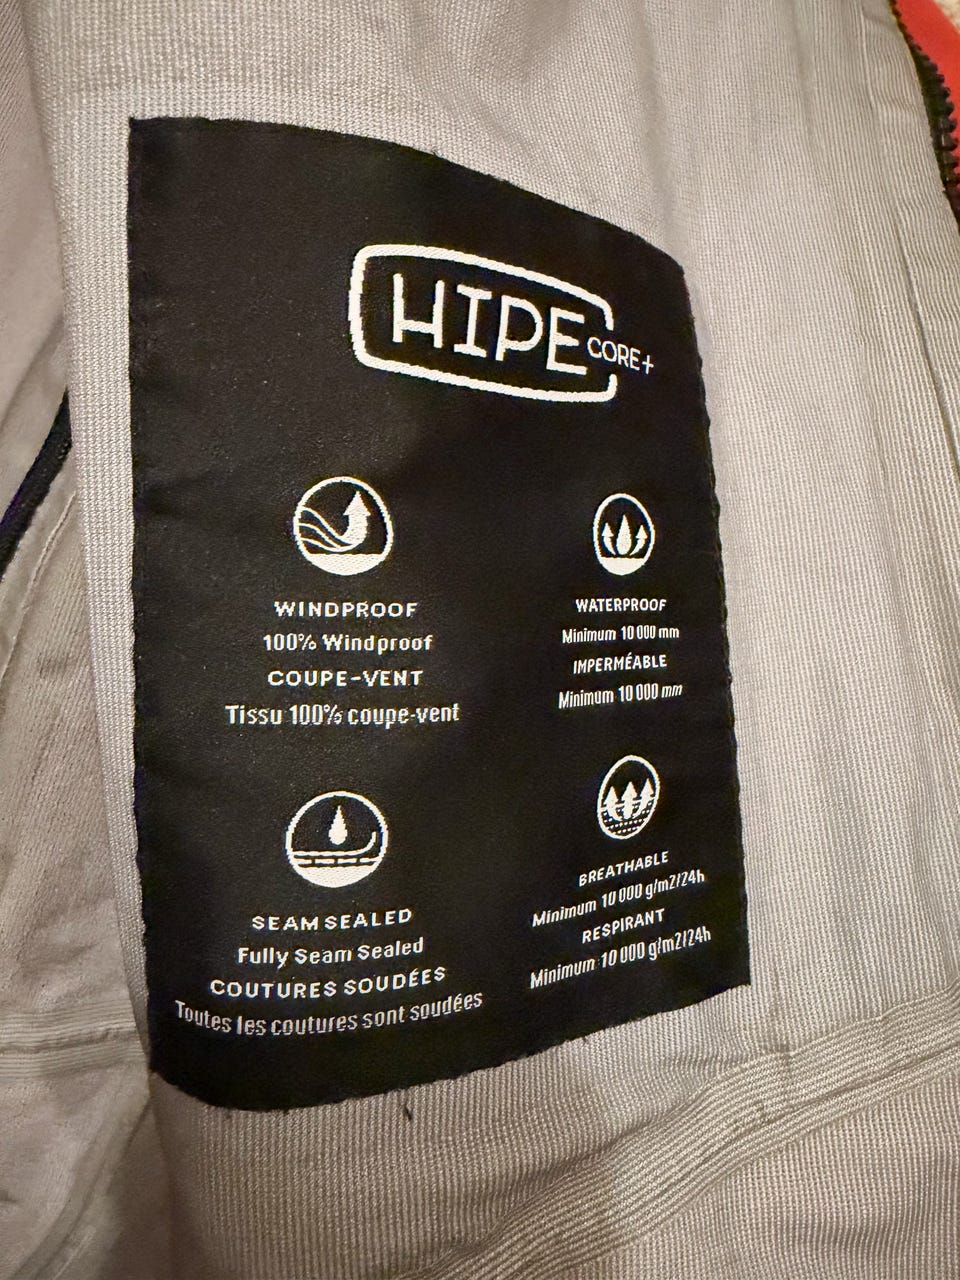 HIPE CORE+
WINDPROOF
100% Windproof
COUPE-VENT
Tissu 100% coupe-vent
WATERPROOF
Minimum 10 000 mm
IMPERMÉABLE
Minimum 10 000 mm
SEAM SEALED
Fully Seam Sealed
COUTURES SOUDÉES
Toutes les coutures sont soudées
BREATHABLE
Minimum 10 000 g/m2/24h
RESPIRANT
Minimum 10 000 g/m2/24h